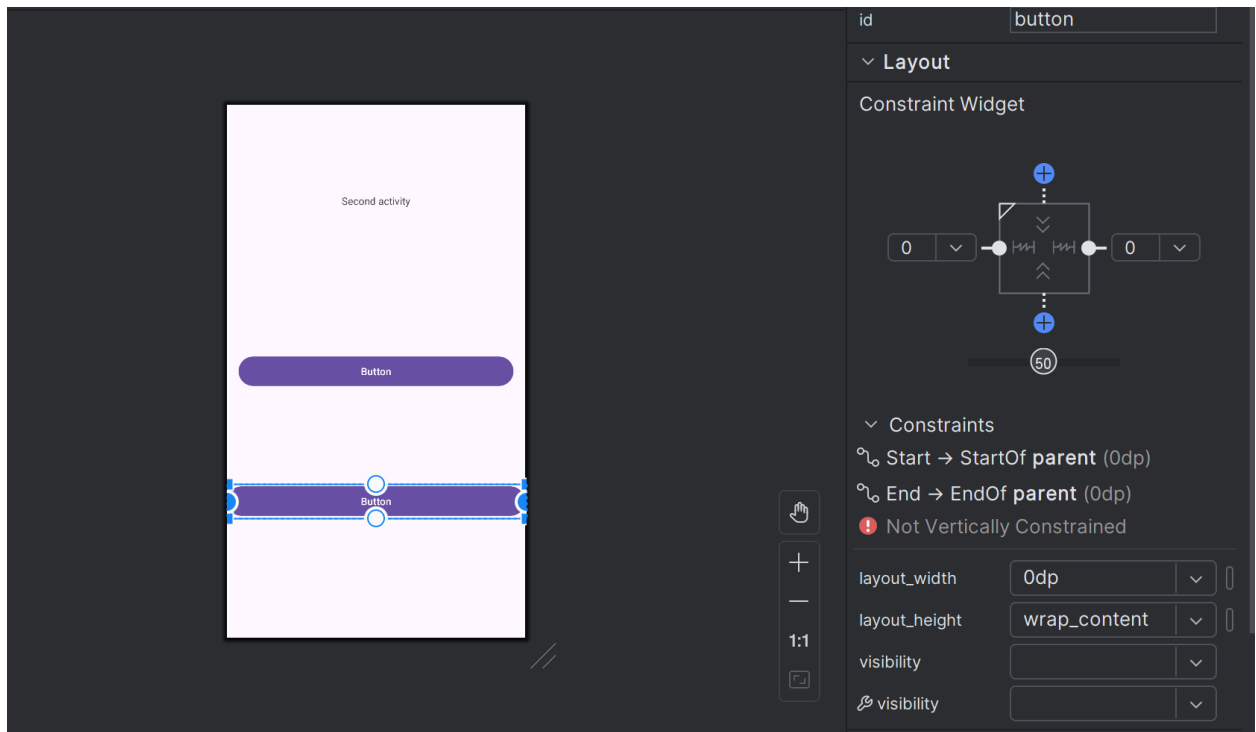 id button
Layout
Constraint Widget
Second activity
0 0
50
Button
Constraints
Start → StartOf parent (0dp)
End → EndOf parent (0dp)
Button
Not Vertically Constrained
layout_width 0dp
layout_height wrap_content
1:1
visibility
visibility